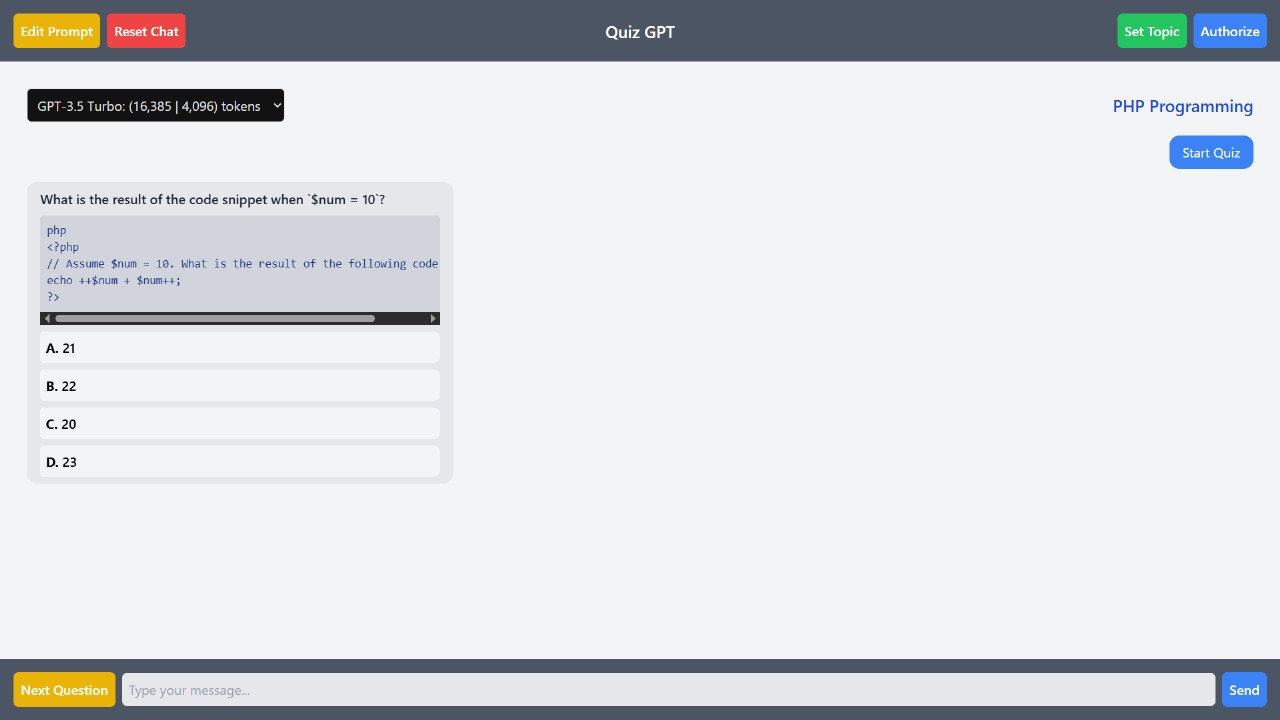 Edit Prompt
Reset Chat
Quiz GPT
Set Topic
Authorize
GPT-3.5 Turbo: (16,385 | 4,096) tokens
PHP Programming
Start Quiz
What is the result of the code snippet when `$num = 10`?
php
<?php
// Assume $num = 10. What is the result of the following code
echo ++$num + $num++;
?>
A. 21
B. 22
C. 20
D. 23
Next Question
Type your message...
Send